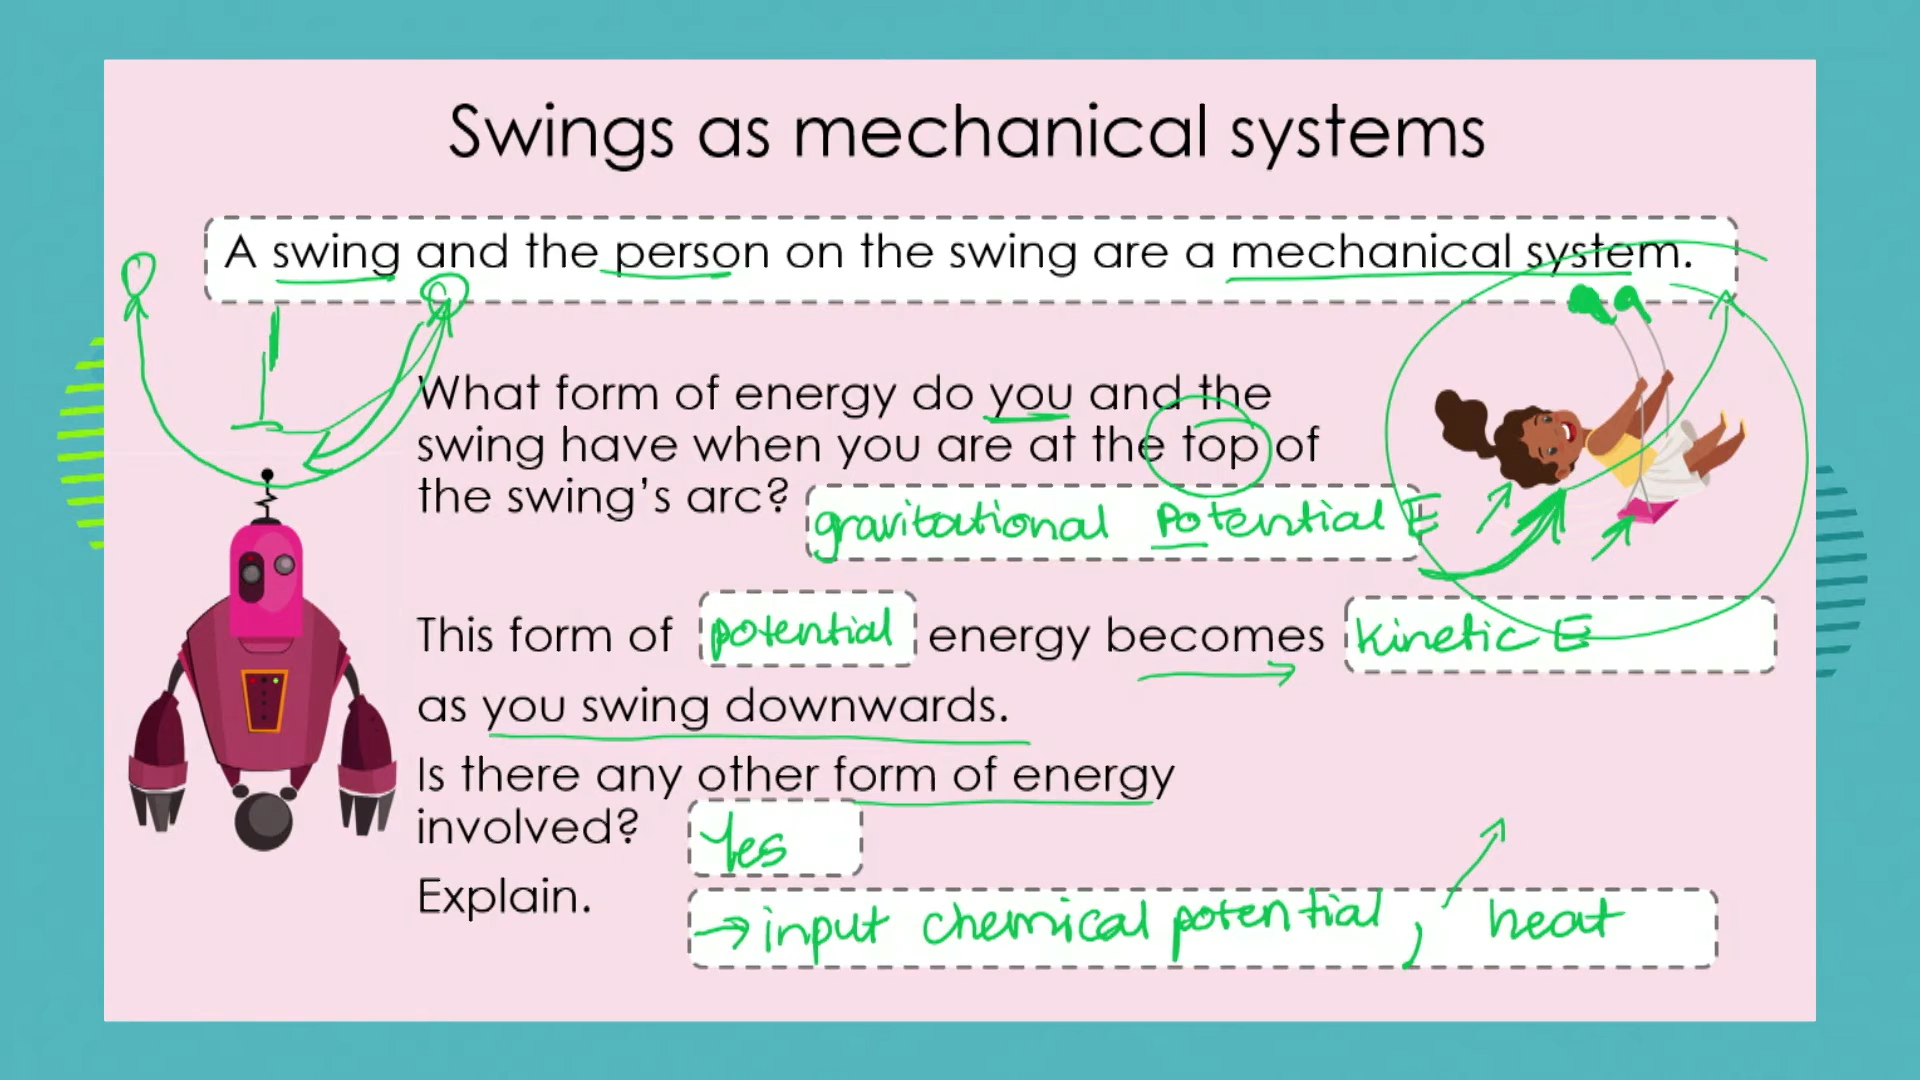 Swings as mechanical systems
A swing and the person on the swing are a mechanical system.
What form of energy do you and the
swing have when you are at the top of
the swing's arc? gravitational Potential E
This form of potential energy becomes Kinetic E
as you swing downwards.
Is there any other form of energy
involved? Yes
Explain. → input chemical potential, heat